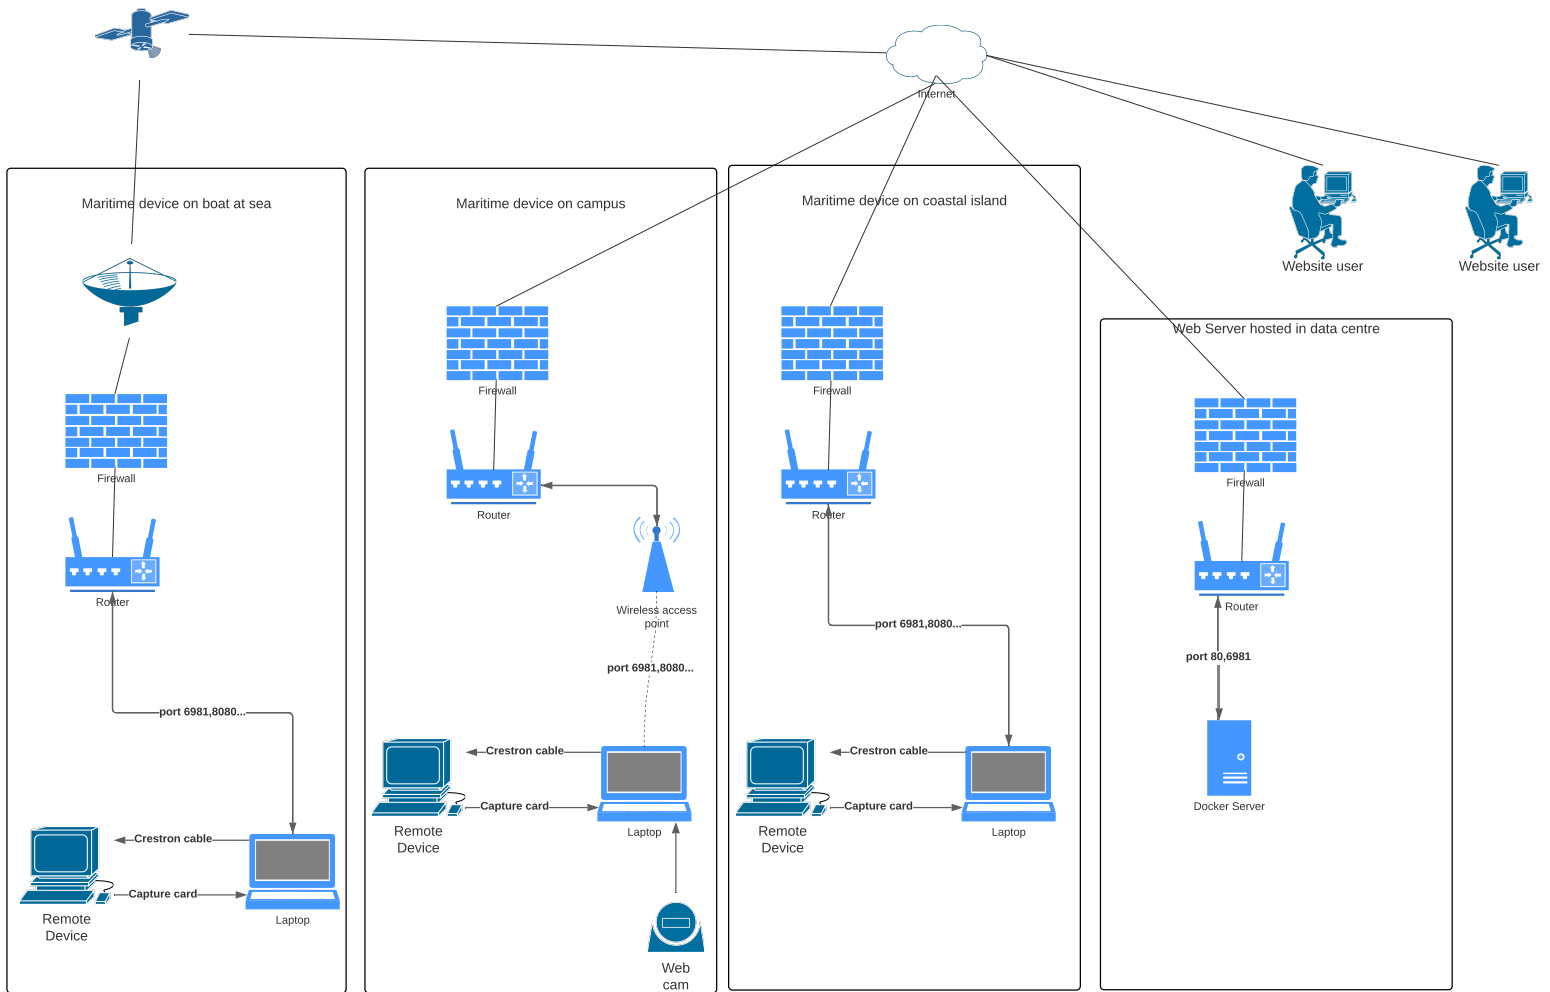 Internet
Maritime device on boat at sea
Firewall
Router
port 6981,8080...
Crestron cable
Capture card
Remote
Device
Laptop
Maritime device on campus
Firewall
Router
Wireless access
point
port 6981,8080...
Crestron cable
Capture card
Remote
Device
Laptop
Web
cam
Maritime device on coastal island
Firewall
Router
port 6981,8080...
Crestron cable
Capture card
Remote
Device
Laptop
Website user
Website user
Web Server hosted in data centre
Firewall
Router
port 80,6981
Docker Server